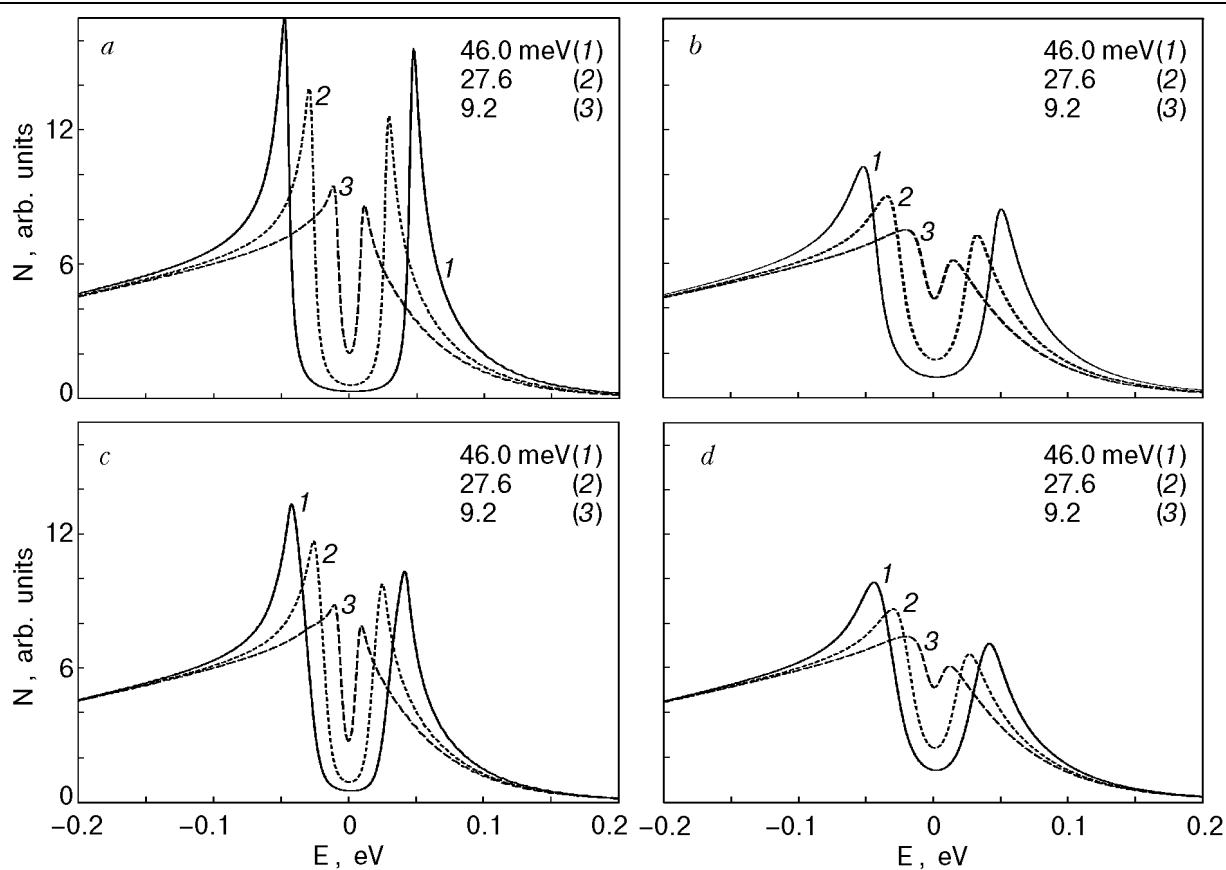 a
46.0 meV(1)
27.6 (2)
9.2 (3)
1
2
3
1
12
6
0
N, arb. units
b
46.0 meV(1)
27.6 (2)
9.2 (3)
1
2
3
c
46.0 meV(1)
27.6 (2)
9.2 (3)
1
2
3
12
6
0
N, arb. units
−0.2 −0.1 0 0.1 0.2
E, eV
d
46.0 meV(1)
27.6 (2)
9.2 (3)
1
2
3
−0.2 −0.1 0 0.1 0.2
E, eV